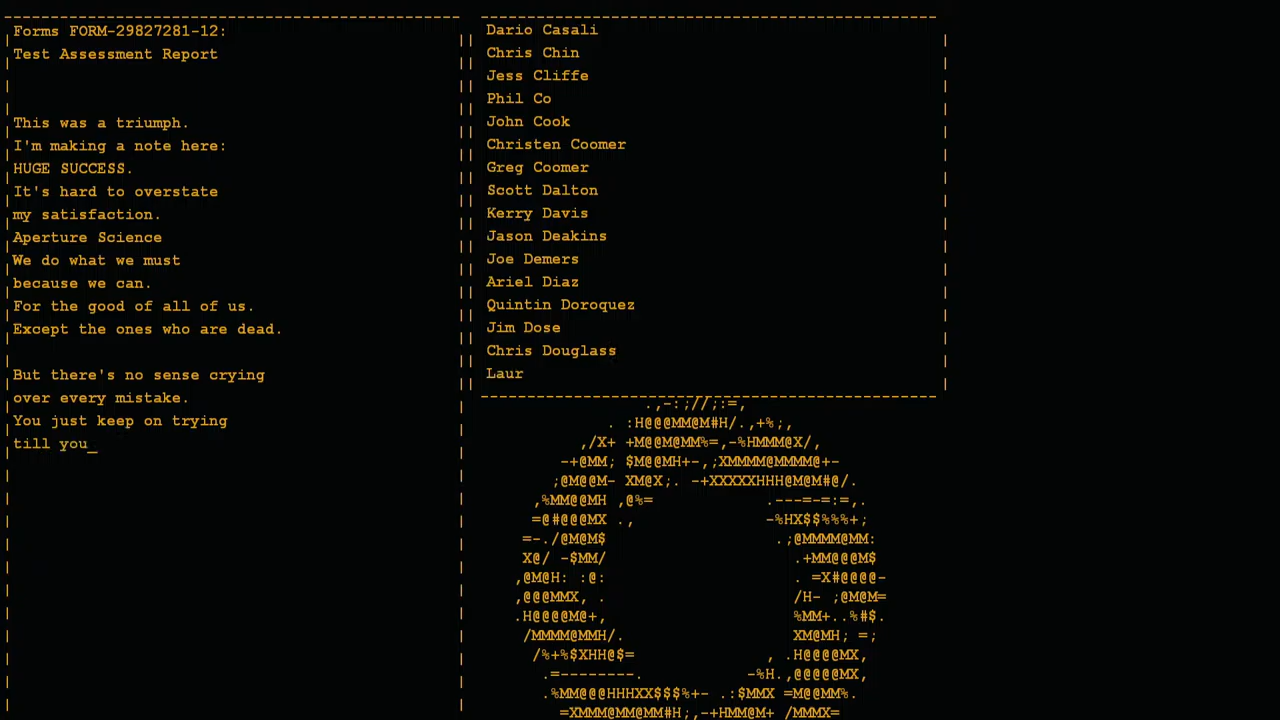 Forms FORM-29827281-12:
Test Assessment Report
This was a triumph.
I'm making a note here:
HUGE SUCCESS.
It's hard to overstate
my satisfaction.
Aperture Science
We do what we must
because we can.
For the good of all of us.
Except the ones who are dead.
But there's no sense crying
over every mistake.
You just keep on trying
till you_
Dario Casali
Chris Chin
Jess Cliffe
Phil Co
John Cook
Christen Coomer
Greg Coomer
Scott Dalton
Kerry Davis
Jason Deakins
Joe Demers
Ariel Diaz
Quintin Doroquez
Jim Dose
Chris Douglass
Laur